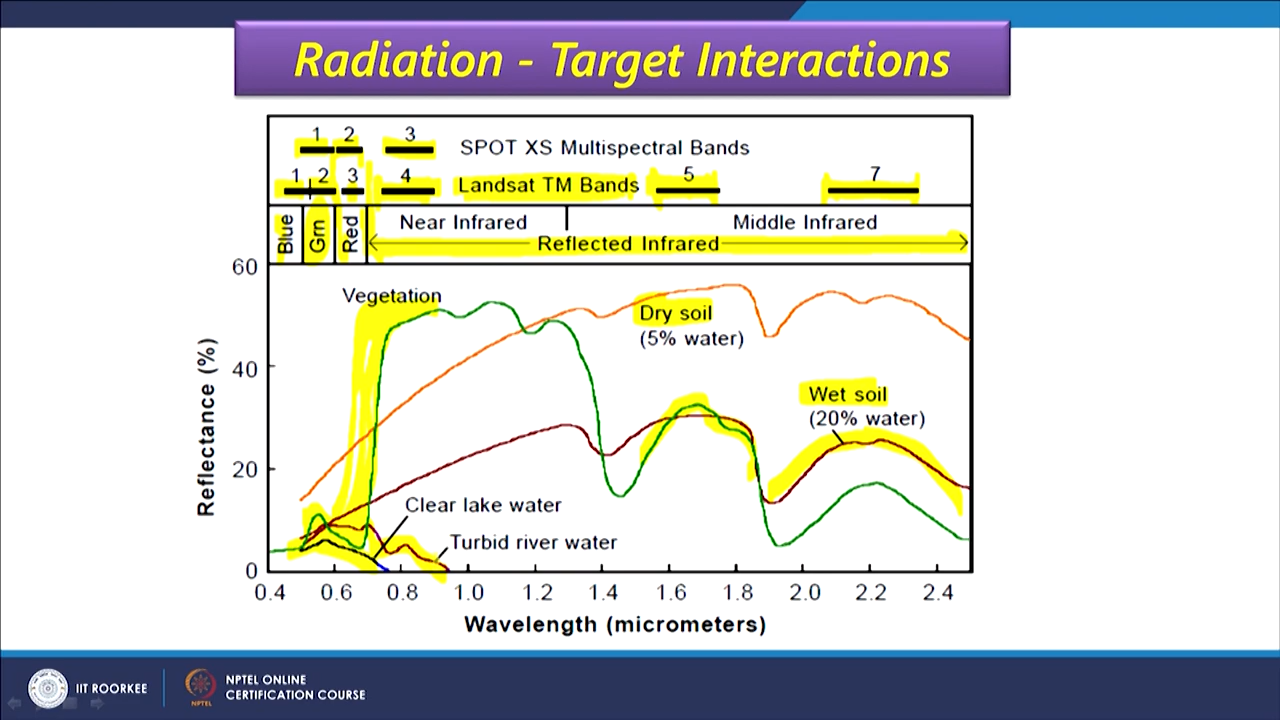 Radiation - Target Interactions
1 2 3 SPOT XS Multispectral Bands
1 2 3 4 Landsat TM Bands 5 7
Blue Grn Red Near Infrared Middle Infrared
Reflected Infrared
60
Vegetation
Dry soil
(5% water)
40
Wet soil
(20% water)
Reflectance (%)
20
Clear lake water
Turbid river water
0
0.4 0.6 0.8 1.0 1.2 1.4 1.6 1.8 2.0 2.2 2.4
Wavelength (micrometers)
IIT ROORKEE
NPTEL
NPTEL ONLINE
CERTIFICATION COURSE